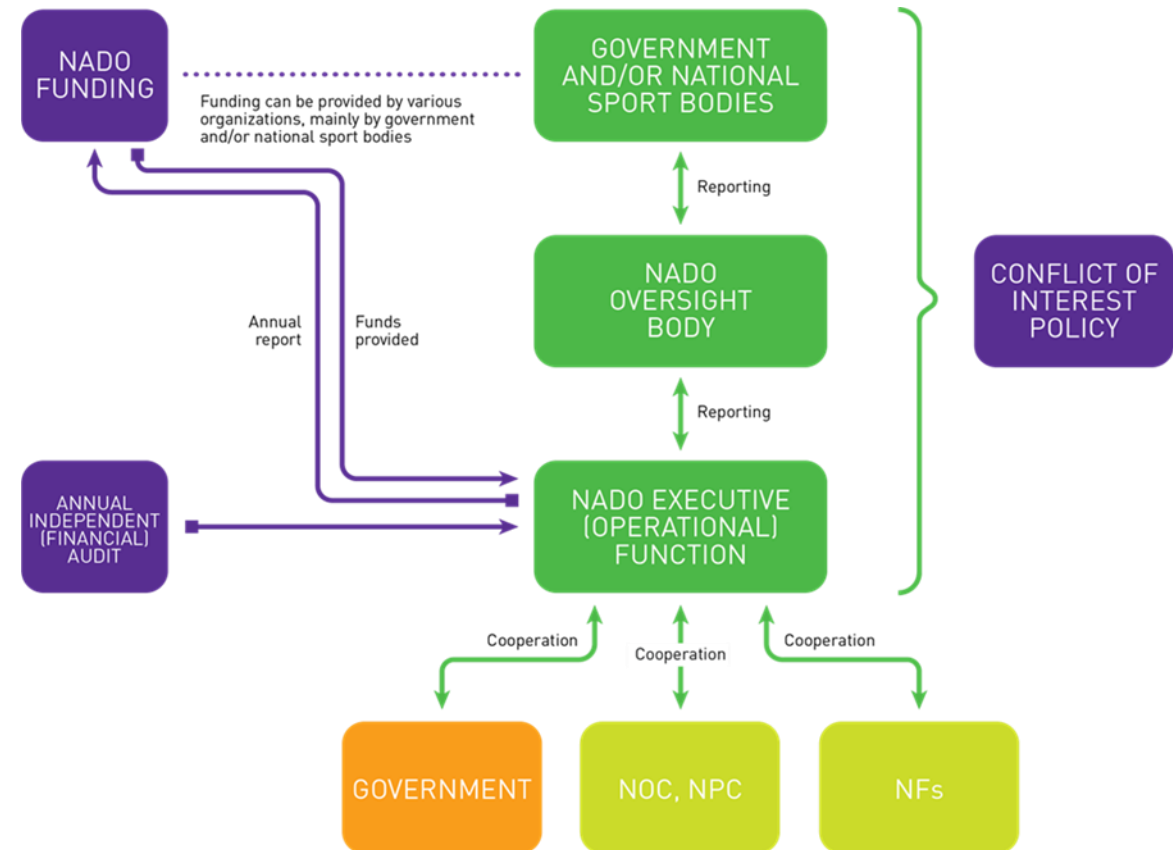 NADO
FUNDING
Funding can be provided by various
organizations, mainly by government
and/or national sport bodies
GOVERNMENT
AND/OR NATIONAL
SPORT BODIES
Reporting
NADO
OVERSIGHT
BODY
CONFLICT OF
INTEREST
POLICY
Annual
report
Funds
provided
Reporting
ANNUAL
INDEPENDENT
(FINANCIAL)
AUDIT
NADO EXECUTIVE
(OPERATIONAL)
FUNCTION
Cooperation
Cooperation
Cooperation
GOVERNMENT
NOC, NPC
NFs